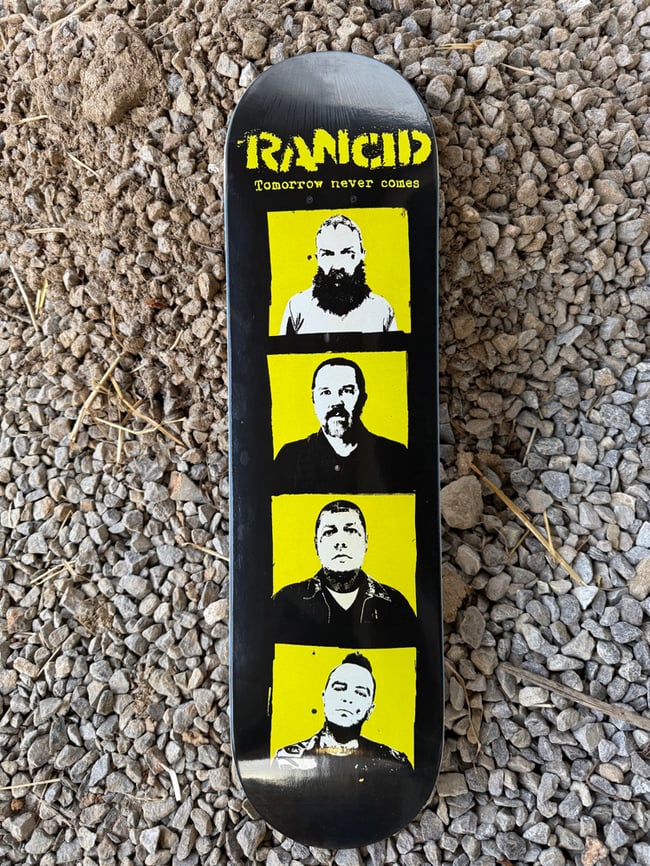 RANCID
Tomorrow never comes